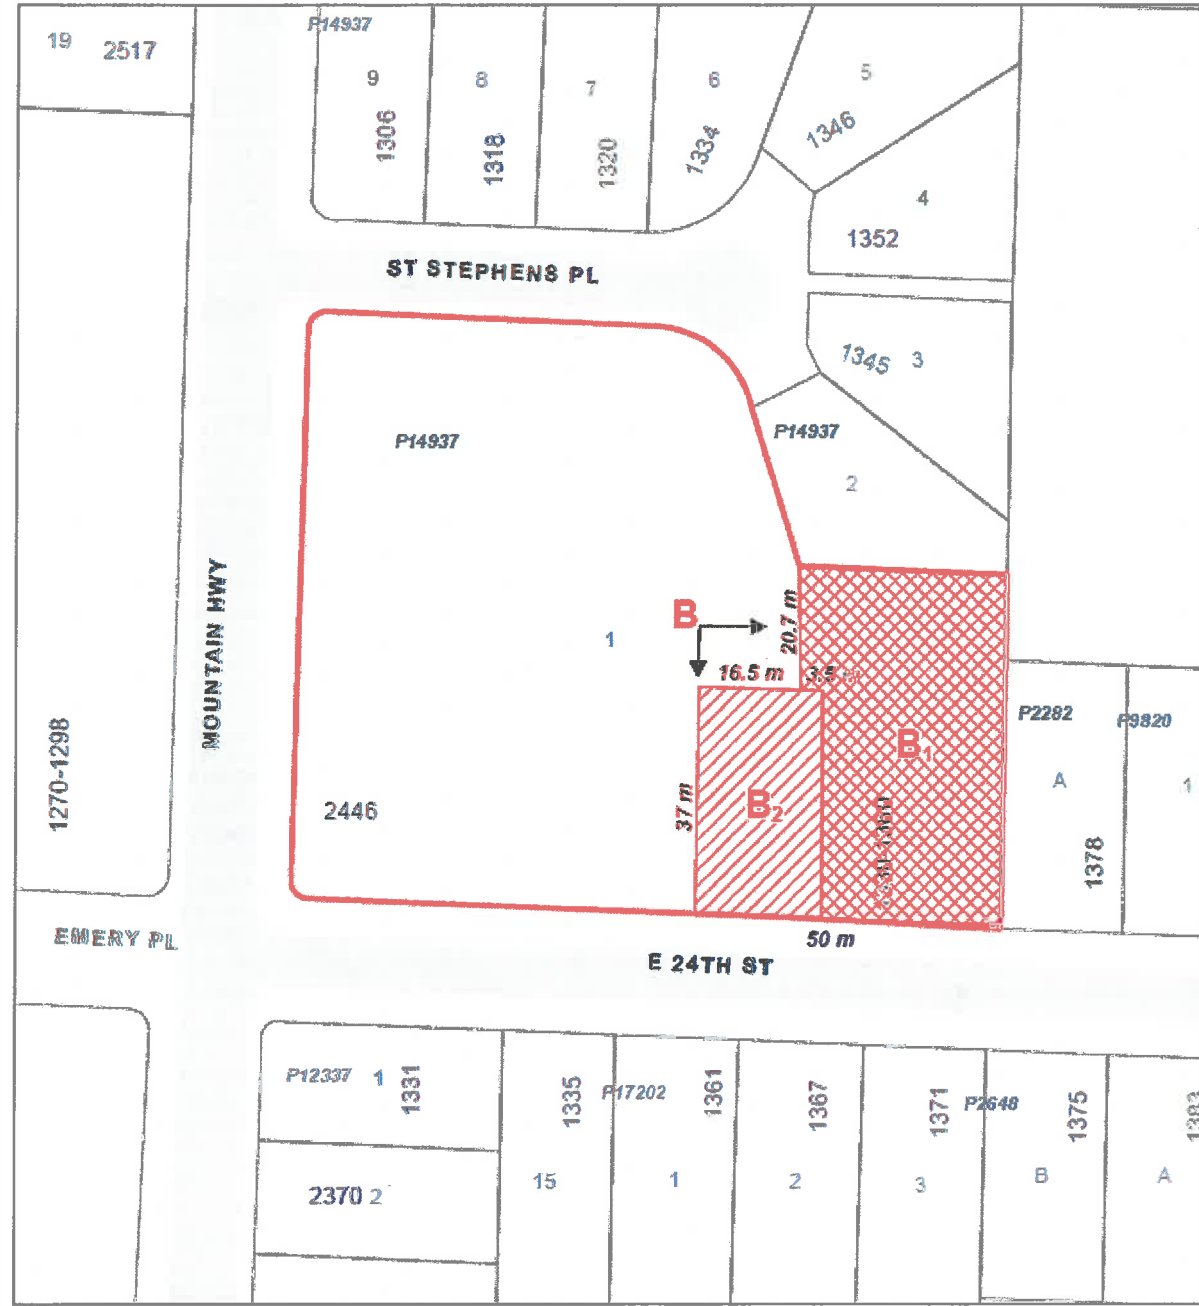 19 2517
P14937
9 8 7 6 5
1306 1318 1320 1334 1346
4
1352
ST STEPHENS PL
1345 3
P14937 P14937
2
MOUNTAIN HWY
B
1
20.7 m
16.5 m 3.5
P2282 P9820
B1
A 1
1270-1298
2446
37 m
B2
1378
EMERY PL
50 m
E 24TH ST
P12337 1 1331
1335
P17202
1361
1367
1371
P2648
1375
1383
2370 2
15 1 2 3 B A